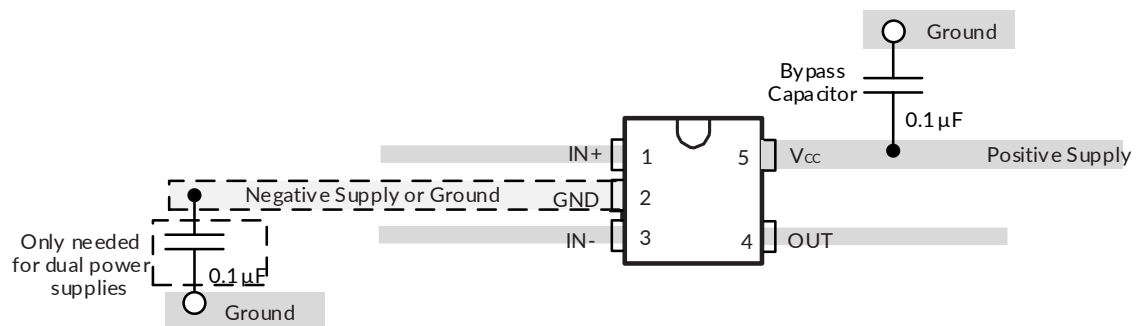 Ground
Bypass
Capacitor
0.1 µF
IN+
1
5
VCC
Positive Supply
Negative Supply or Ground
GND
2
IN-
3
4
OUT
Only needed
for dual power
supplies
0.1 µF
Ground